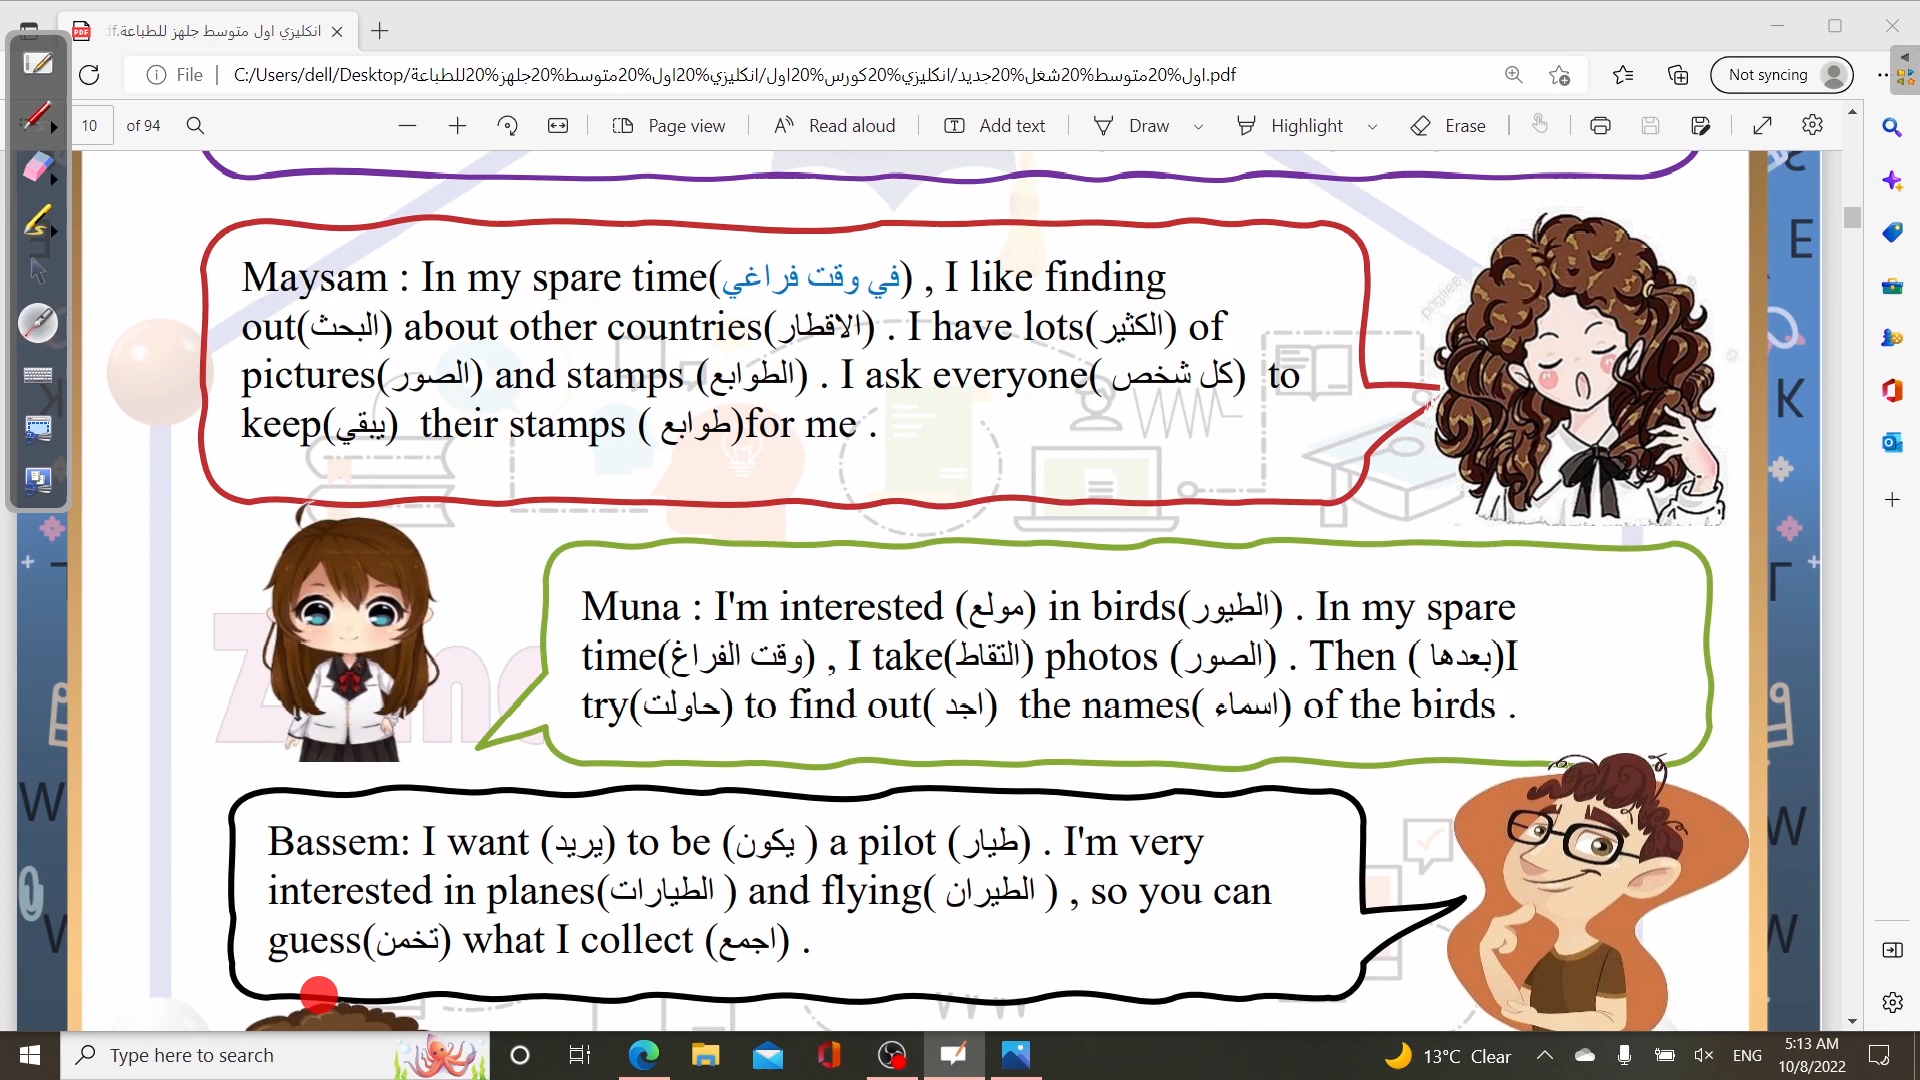 انكليزي اول متوسط جلهز للطباعة.pdf
File
C:/Users/dell/Desktop/اول%20متوسط%20شغل%20جديد/انكليزي%20كورس%20اول/انكليزي%20اول%20متوسط%20جلهز%20للطباعة.pdf
Not syncing
10 of 94
Page view
Read aloud
Add text
Draw
Highlight
Erase
Maysam : In my spare time(في وقت فراغي) , I like finding
out(البحث) about other countries(الاقطار) . I have lots(الكثير) of
pictures(الصور) and stamps (الطوابع) . I ask everyone( كل شخص) to
keep(يبقي) their stamps ( طوابع)for me .
Muna : I'm interested (مولع) in birds(الطيور) . In my spare
time(وقت الفراغ) , I take(التقاط) photos (الصور) . Then ( بعدها)I
try(حاولت) to find out( اجد) the names( اسماء) of the birds .
Bassem: I want (يريد) to be (يكون ) a pilot (طيار) . I'm very
interested in planes(الطيارات ) and flying( الطيران ) , so you can
guess(تخمن) what I collect (اجمع) .
Type here to search
13°C Clear
ENG
5:13 AM
10/8/2022